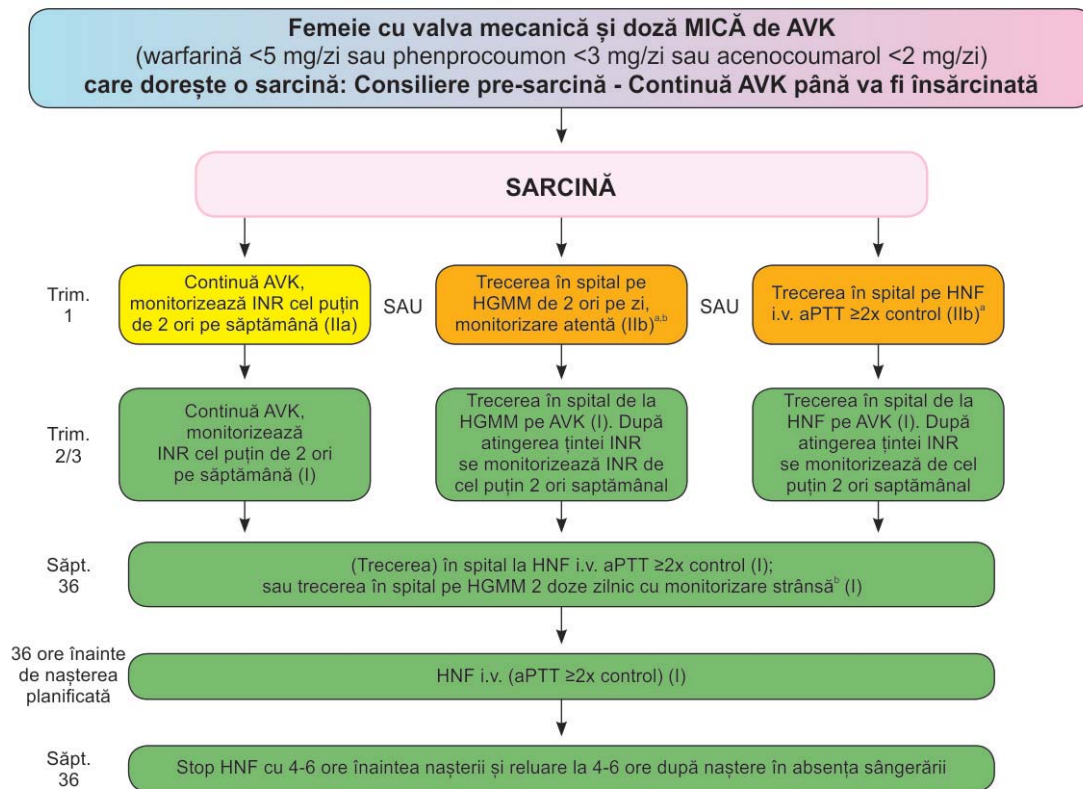 Femeie cu valva mecanică și doză MICĂ de AVK
(warfarină <5 mg/zi sau phenprocoumon <3 mg/zi sau acenocoumarol <2 mg/zi)
care dorește o sarcină: Consiliere pre-sarcină - Continuă AVK până va fi însărcinată
SARCINĂ
Trim.
1
Continuă AVK,
monitorizează INR cel puțin
de 2 ori pe săptămână (IIa)
SAU
Trecerea în spital pe
HGMM de 2 ori pe zi,
monitorizare atentă (IIb)a,b
SAU
Trecerea în spital pe HNF
i.v. aPTT ≥2x control (IIb)a
Trim.
2/3
Continuă AVK,
monitorizează
INR cel puțin de 2 ori
pe săptămână (I)
Trecerea în spital de la
HGMM pe AVK (I). După
atingerea țintei INR
se monitorizează INR de
cel puțin 2 ori saptămânal
Trecerea în spital de la
HNF pe AVK (I). După
atingerea țintei INR
se monitorizează de cel
puțin 2 ori saptămânal
Săpt.
36
(Trecerea) în spital la HNF i.v. aPTT ≥2x control (I);
sau trecerea în spital pe HGMM 2 doze zilnic cu monitorizare strânsăb (I)
36 ore înainte
de nașterea
planificată
HNF i.v. (aPTT ≥2x control) (I)
Săpt.
36
Stop HNF cu 4-6 ore înaintea nașterii și reluare la 4-6 ore după naștere în absența sângerării